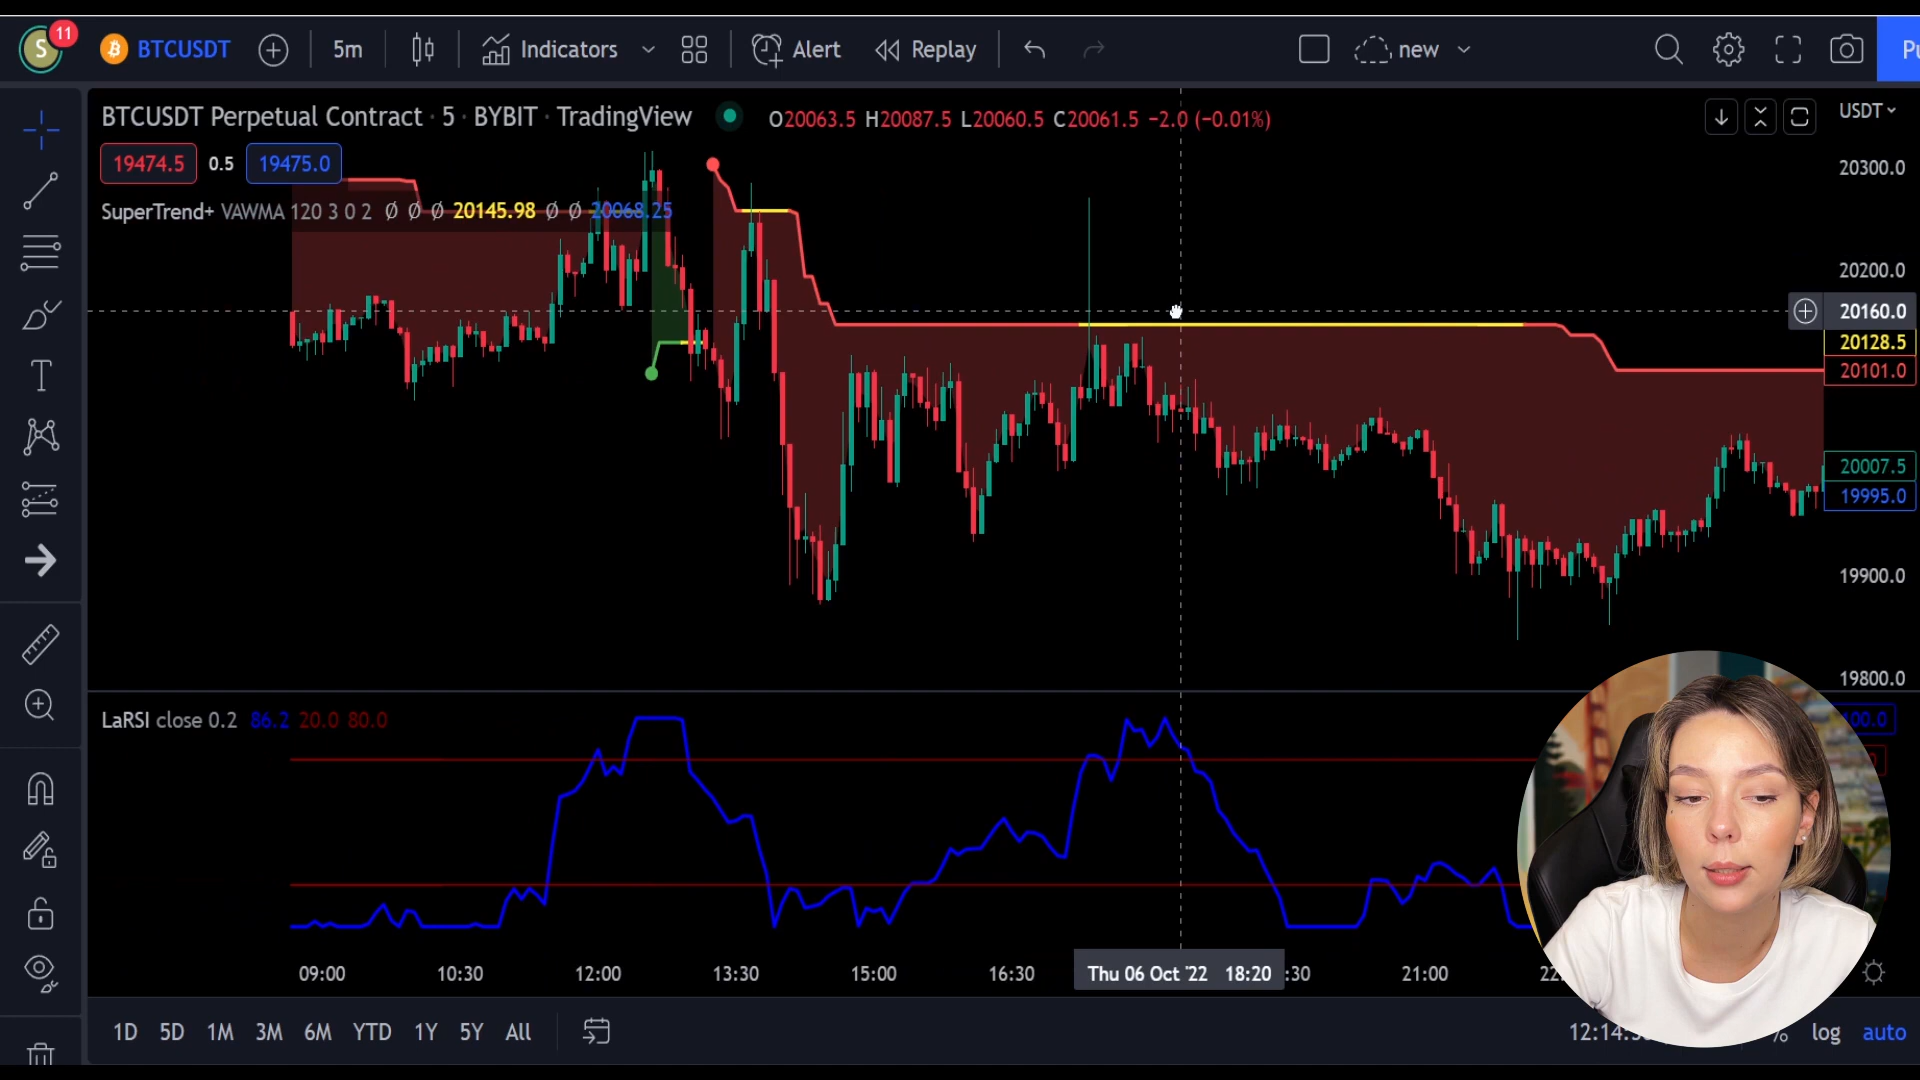 S 11 BTCUSDT 5m Indicators Alert Replay new Pu
BTCUSDT Perpetual Contract · 5 · BYBIT · TradingView O20063.5 H20087.5 L20060.5 C20061.5 −2.0 (−0.01%) USDT
19474.5 0.5 19475.0
SuperTrend+ VAWMA 120 3 0 2 Ø Ø Ø 20145.98 Ø Ø 20068.25
20300.0
20200.0
20160.0
20128.5
20101.0
20007.5
19995.0
19900.0
19800.0
LaRSI close 0.2 86.2 20.0 80.0
09:00 10:30 12:00 13:30 15:00 16:30 Thu 06 Oct '22 18:20 :30 21:00
1D 5D 1M 3M 6M YTD 1Y 5Y All 12:14: % log auto
T